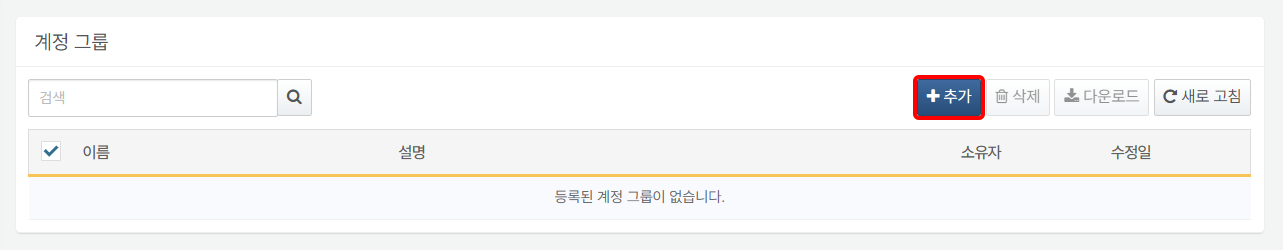 계정 그룹
검색
추가 삭제 다운로드 새로 고침
이름 설명 소유자 수정일
등록된 계정 그룹이 없습니다.